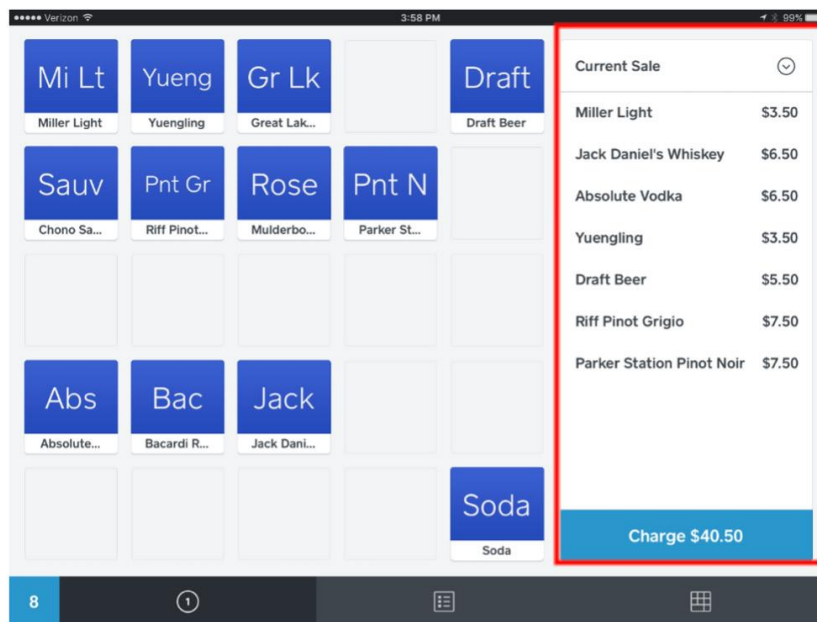 Verizon 3:58 PM 99%
Mi Lt Yueng Gr Lk Draft
Miller Light Yuengling Great Lak... Draft Beer
Sauv Pnt Gr Rose Pnt N
Chono Sa... Riff Pinot... Mulderbo... Parker St...
Abs Bac Jack
Absolute... Bacardi R... Jack Dani...
Soda
Soda
Current Sale
Miller Light $3.50
Jack Daniel's Whiskey $6.50
Absolute Vodka $6.50
Yuengling $3.50
Draft Beer $5.50
Riff Pinot Grigio $7.50
Parker Station Pinot Noir $7.50
Charge $40.50
8 1